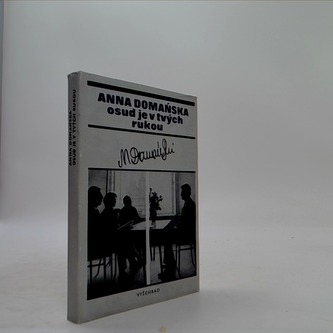 ANNA DOMAŃSKA
osud je v tvých
rukou
VYŠEHRAD